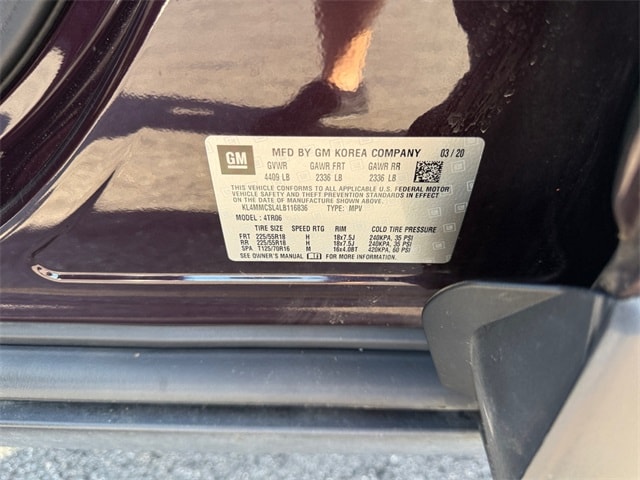 GM MFD BY GM KOREA COMPANY 03/20
GVWR GAWR FRT GAWR RR
4409 LB 2336 LB 2336 LB
THIS VEHICLE CONFORMS TO ALL APPLICABLE U.S. FEDERAL MOTOR
VEHICLE SAFETY, BUMPER, AND THEFT PREVENTION STANDARDS IN EFFECT
ON THE DATE OF MANUFACTURE SHOWN ABOVE.
KL4MMCSL4LB116836 TYPE: MPV
MODEL: 4TR06
TIRE SIZE SPEED RTG RIM COLD TIRE PRESSURE
FRT 225/55R18 H 18x7.5J 240KPA, 35 PSI
RR 225/55R18 H 18x7.5J 240KPA, 35 PSI
SPA T125/70R16 M 16x4.0BT 420KPA, 60 PSI
SEE OWNER'S MANUAL FOR MORE INFORMATION.